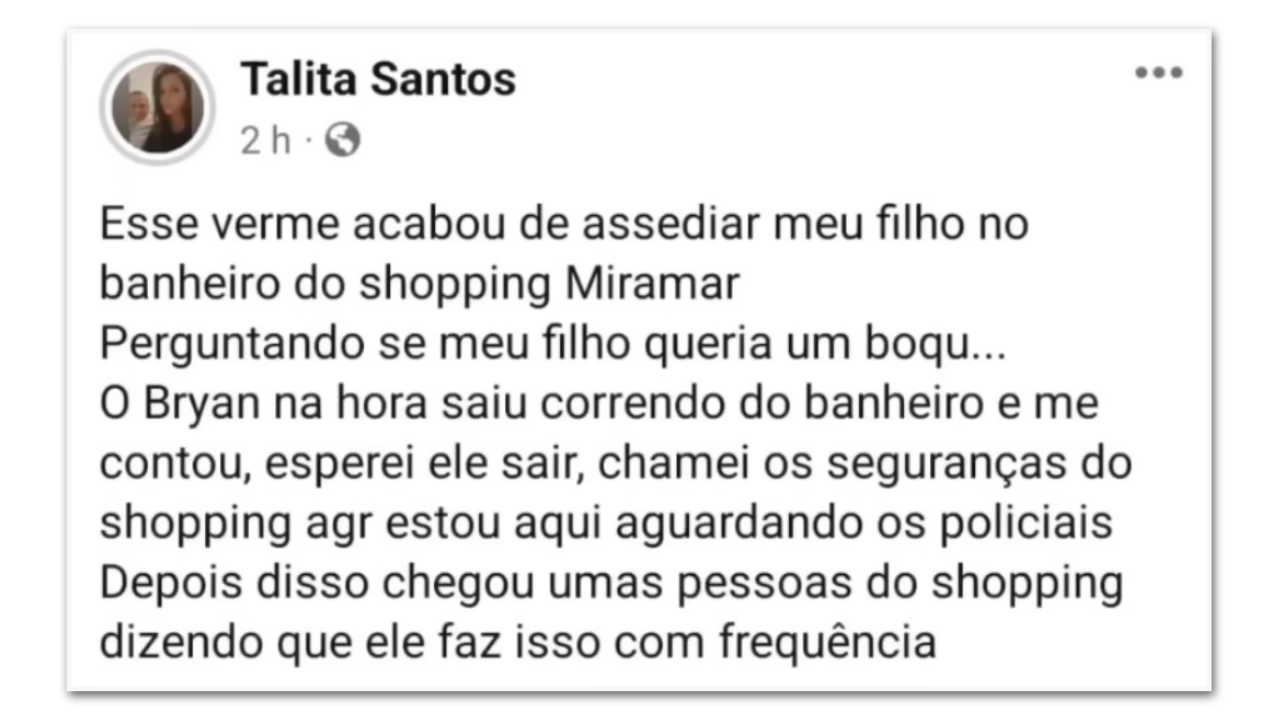 Talita Santos
2 h ·
Esse verme acabou de assediar meu filho no
banheiro do shopping Miramar
Perguntando se meu filho queria um boqu...
O Bryan na hora saiu correndo do banheiro e me
contou, esperei ele sair, chamei os seguranças do
shopping agr estou aqui aguardando os policiais
Depois disso chegou umas pessoas do shopping
dizendo que ele faz isso com frequência